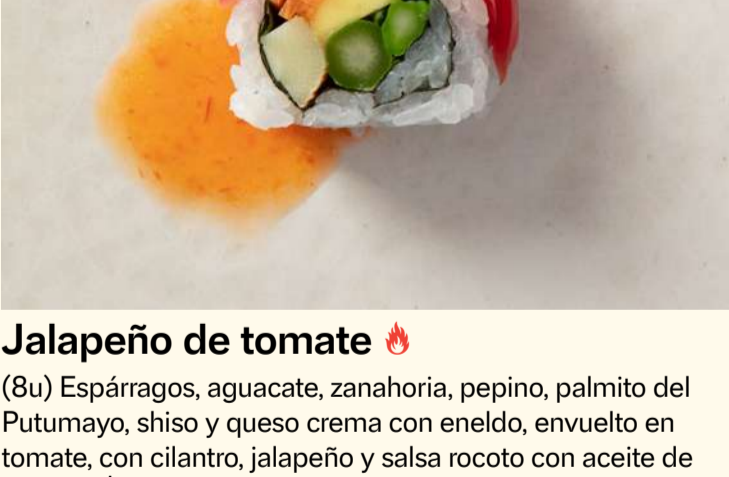 Jalapeño de tomate
(8u) Espárragos, aguacate, zanahoria, pepino, palmito del
Putumayo, shiso y queso crema con eneldo, envuelto en
tomate, con cilantro, jalapeño y salsa rocoto con aceite de